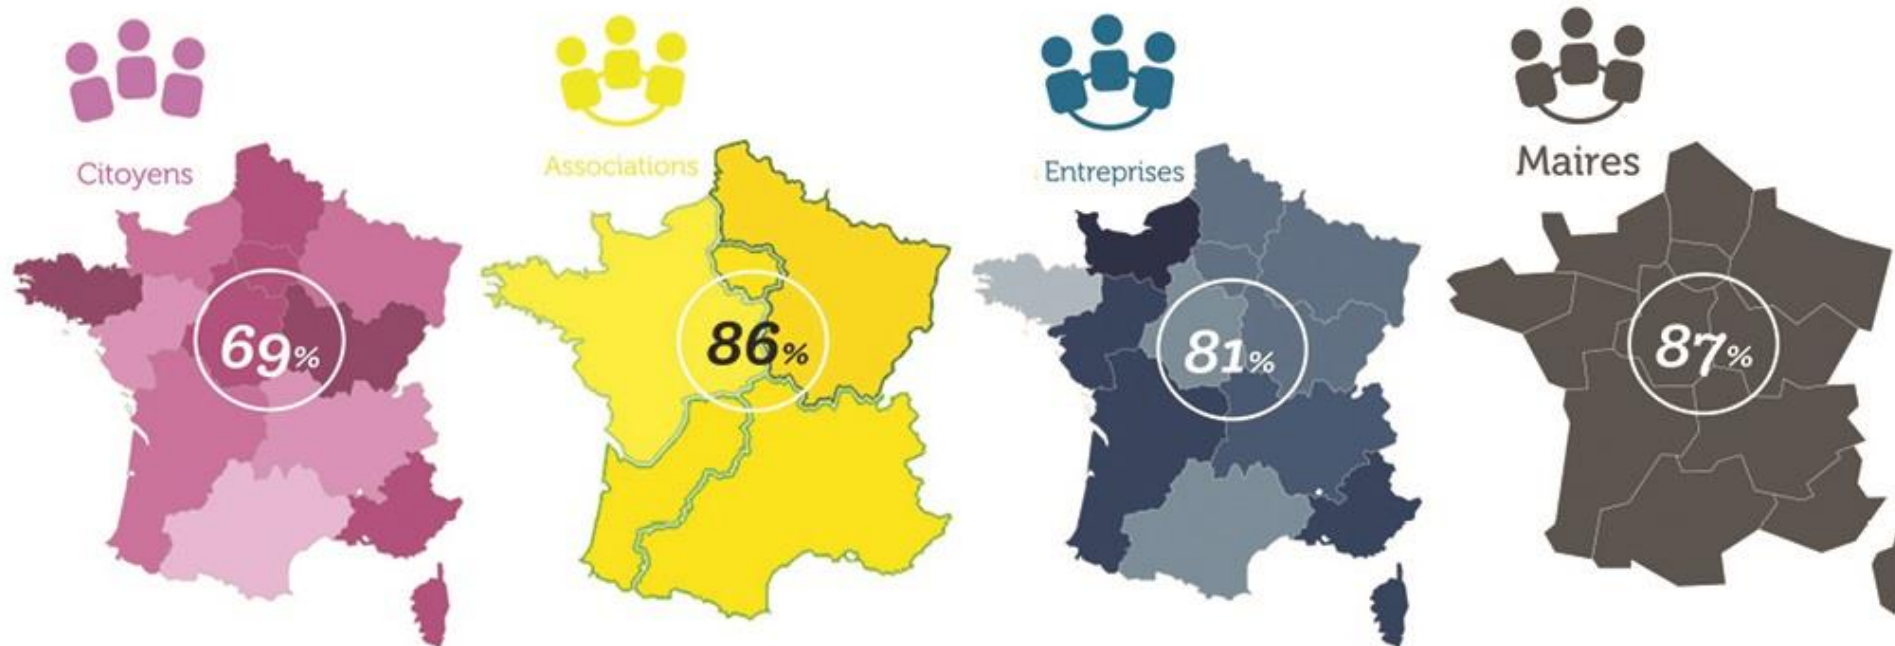 Citoyens
69%
Associations
86%
Entreprises
81%
Maires
87%